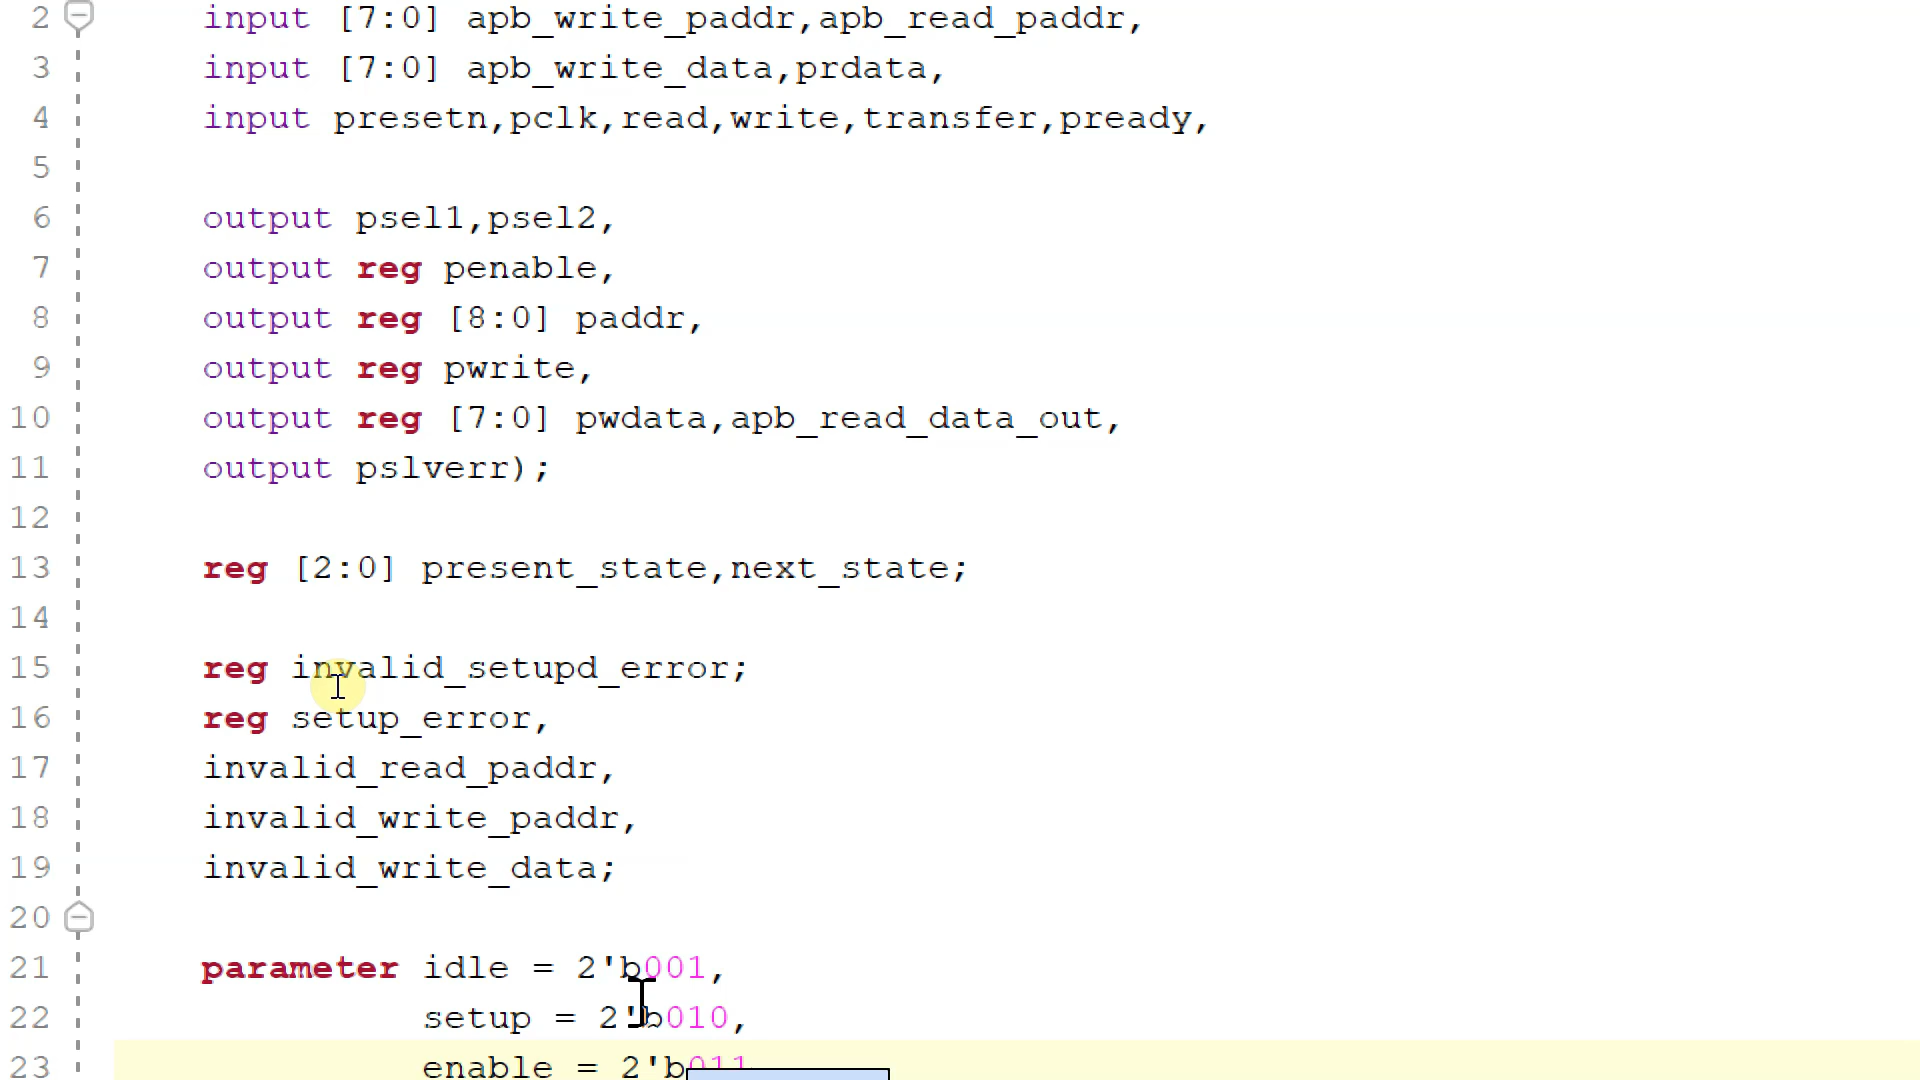 2 input [7:0] apb_write_paddr,apb_read_paddr,
3 input [7:0] apb_write_data,prdata,
4 input presetn,pclk,read,write,transfer,pready,
5
6 output psel1,psel2,
7 output reg penable,
8 output reg [8:0] paddr,
9 output reg pwrite,
10 output reg [7:0] pwdata,apb_read_data_out,
11 output pslverr);
12
13 reg [2:0] present_state,next_state;
14
15 reg invalid_setupd_error;
16 reg setup_error,
17 invalid_read_paddr,
18 invalid_write_paddr,
19 invalid_write_data;
20
21 parameter idle = 2'b001,
22 setup = 2'b010,
23 enable = 2'b011